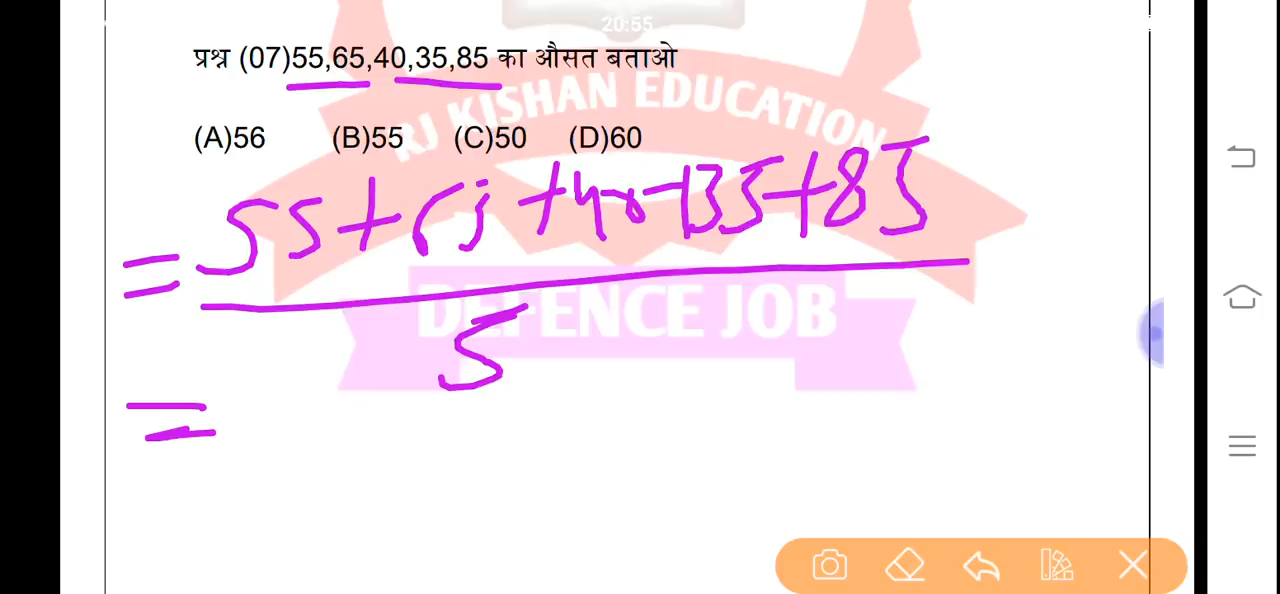 20:55
प्रश्न (07)55,65,40,35,85 का औसत बताओ
RJ KISHAN EDUCATION
(A)56 (B)55 (C)50 (D)60
= 55+65+40+35+85
DEFENCE JOB
5
=